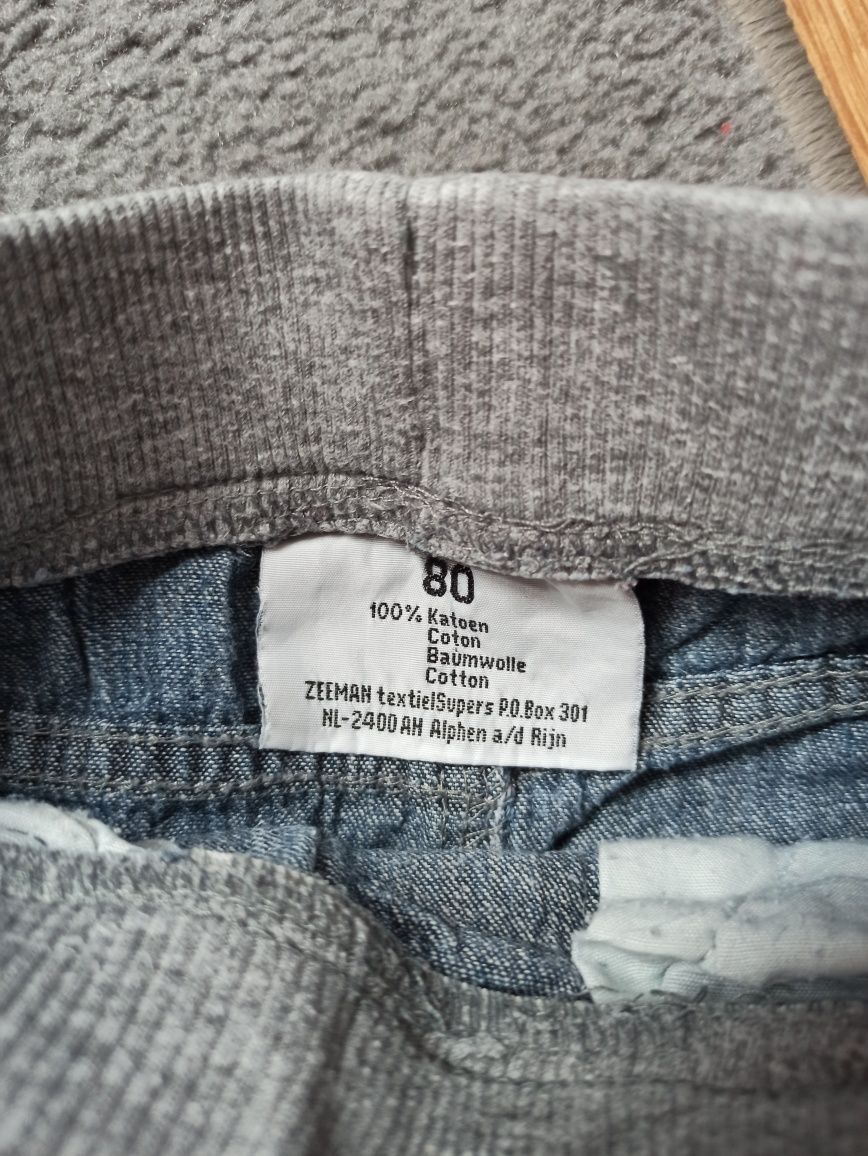 80
100% Katoen
Coton
Baumwolle
Cotton
ZEEMAN textielSupers P.O.Box 301
NL-2400 AH Alphen a/d Rijn